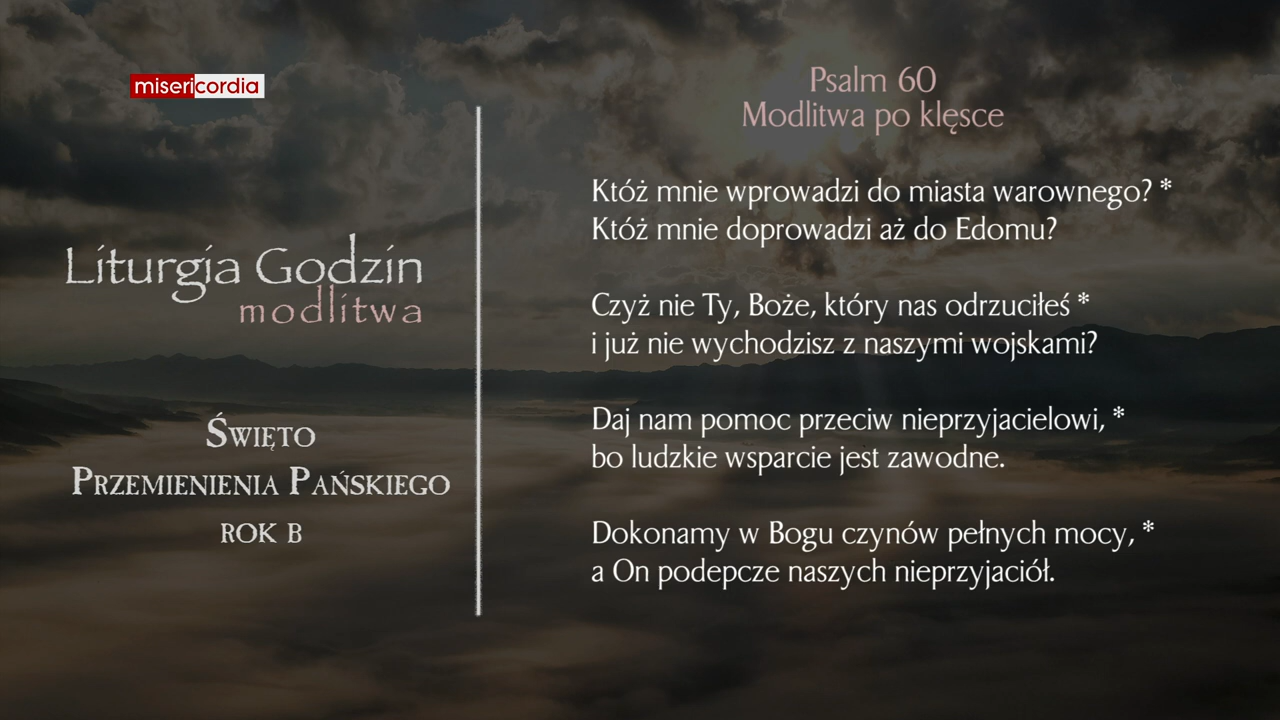 misericordia
Liturgia Godzin
modlitwa
Święto
Przemienienia Pańskiego
rok B
Psalm 60
Modlitwa po klęsce
Któż mnie wprowadzi do miasta warownego? *
Któż mnie doprowadzi aż do Edomu?
Czyż nie Ty, Boże, który nas odrzuciłeś *
i już nie wychodzisz z naszymi wojskami?
Daj nam pomoc przeciw nieprzyjacielowi, *
bo ludzkie wsparcie jest zawodne.
Dokonamy w Bogu czynów pełnych mocy, *
a On podepcze naszych nieprzyjaciół.